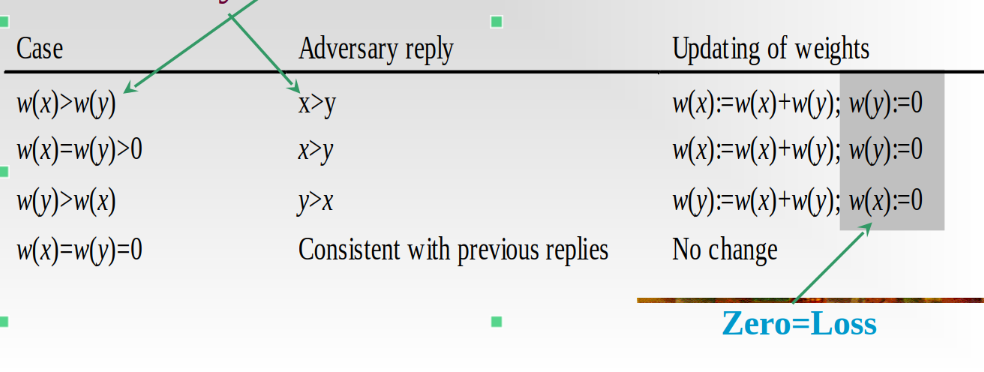 Case Adversary reply Updating of weights
w(x)>w(y) x>y w(x):=w(x)+w(y); w(y):=0
w(x)=w(y)>0 x>y w(x):=w(x)+w(y); w(y):=0
w(y)>w(x) y>x w(y):=w(x)+w(y); w(x):=0
w(x)=w(y)=0 Consistent with previous replies No change
Zero=Loss